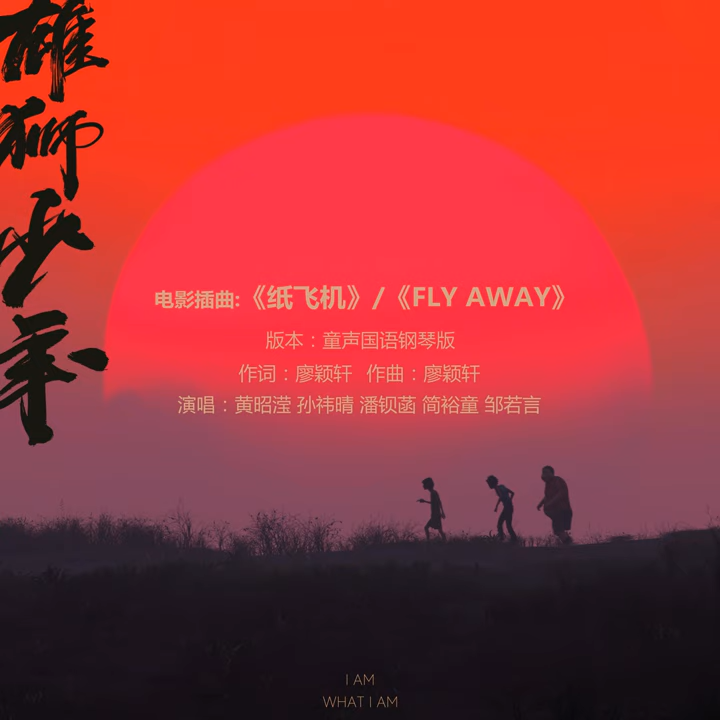 雄狮少年
电影插曲:《纸飞机》/《FLY AWAY》
版本：童声国语钢琴版
作词：廖颖轩 作曲：廖颖轩
演唱：黄昭滢 孙祎晴 潘钡菡 简裕童 邹若言
I AM
WHAT I AM